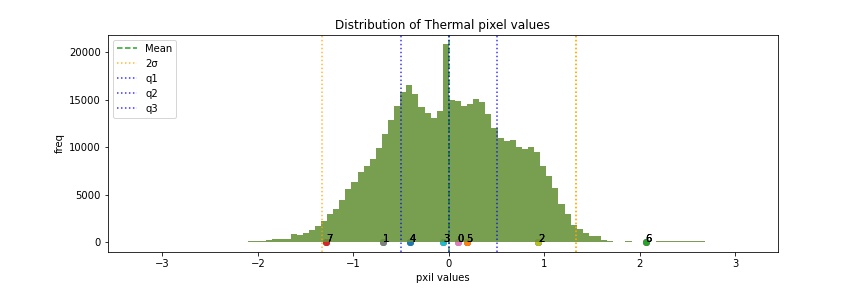 Distribution of Thermal pixel values
Mean
2σ
q1
q2
q3
freq
20000
15000
10000
5000
0
7 1 4 3 0 5 2 6
−3 −2 −1 0 1 2 3
pxil values